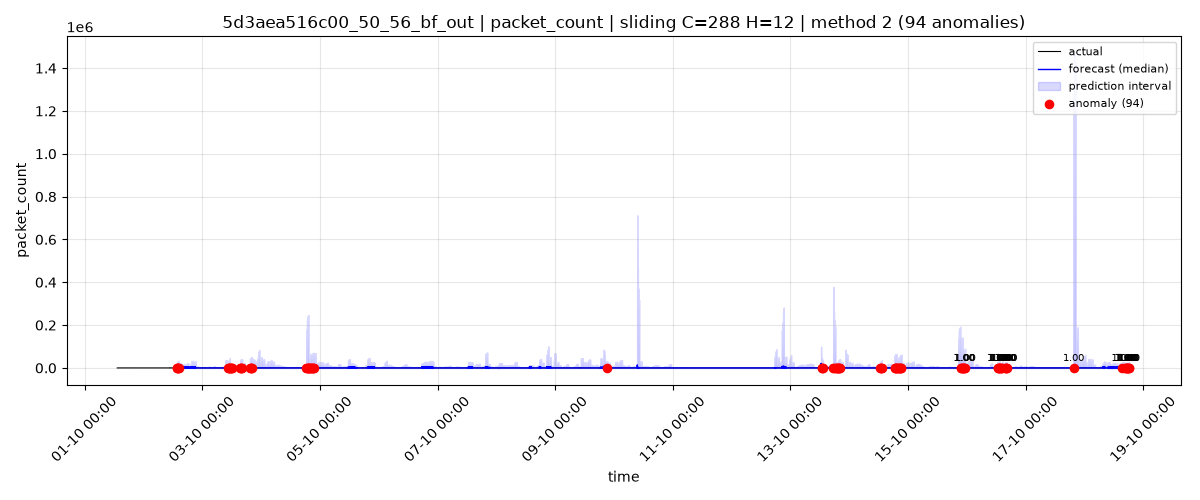 5d3aea516c00_50_56_bf_out | packet_count | sliding C=288 H=12 | method 2 (94 anomalies)
1e6
actual
forecast (median)
prediction interval
anomaly (94)
1.4
1.2
1.0
0.8
0.6
0.4
0.2
0.0
packet_count
1.00
1.00
01-10 00:00
03-10 00:00
05-10 00:00
07-10 00:00
09-10 00:00
11-10 00:00
13-10 00:00
15-10 00:00
17-10 00:00
19-10 00:00
time